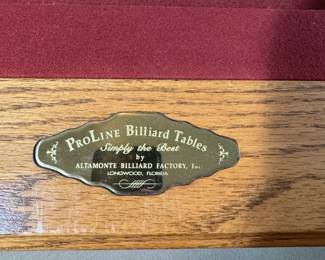 PROLINE BILLIARD TABLES
Simply the Best
by
ALTAMONTE BILLIARD FACTORY, INC.
LONGWOOD, FLORIDA